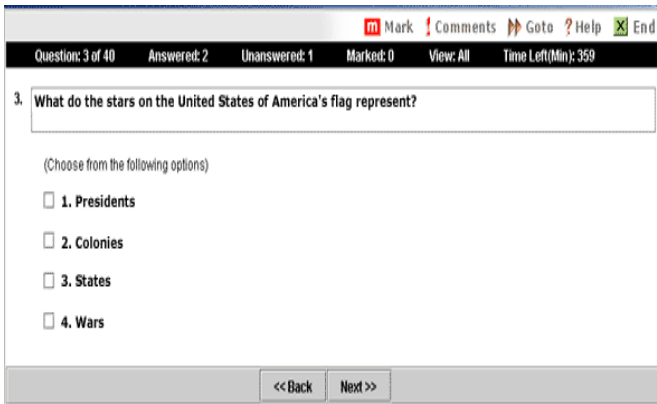 m Mark ! Comments Goto ? Help X End
Question: 3 of 40 Answered: 2 Unanswered: 1 Marked: 0 View: All Time Left(Min): 359
3. What do the stars on the United States of America's flag represent?
(Choose from the following options)
1. Presidents
2. Colonies
3. States
4. Wars
<< Back Next >>